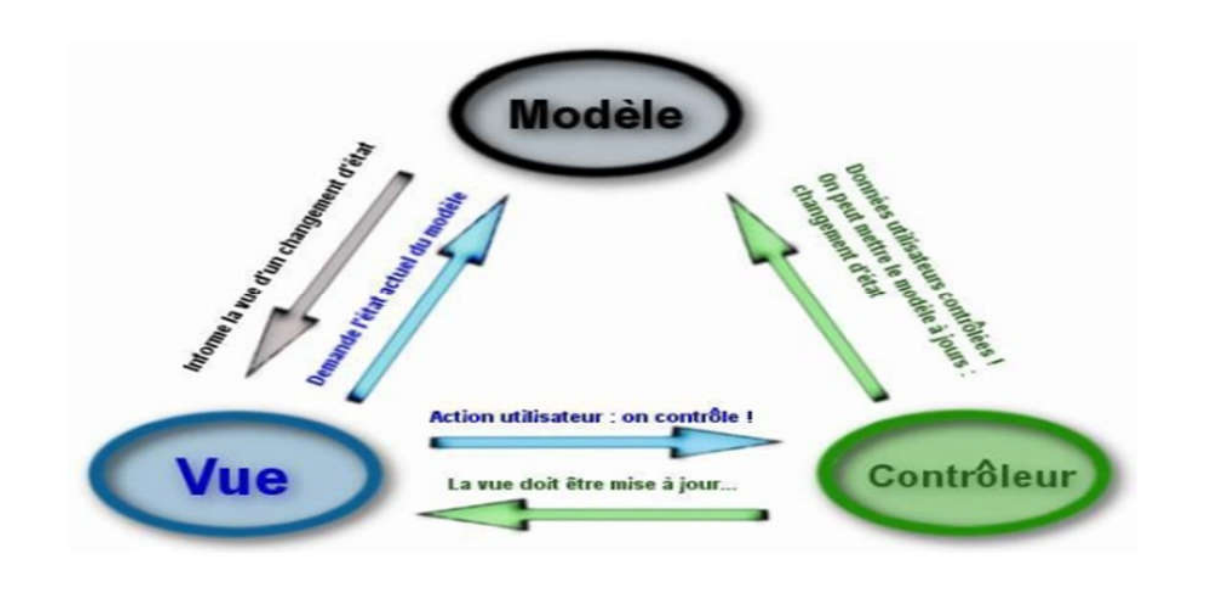 Modèle
Informe la vue d'un changement d'état
Demande l'état actuel du modèle
Données utilisateurs contrôlées !
On peut mettre le modèle à jours :
changement d'état
Action utilisateur : on contrôle !
La vue doit être mise à jour...
Vue
Contrôleur